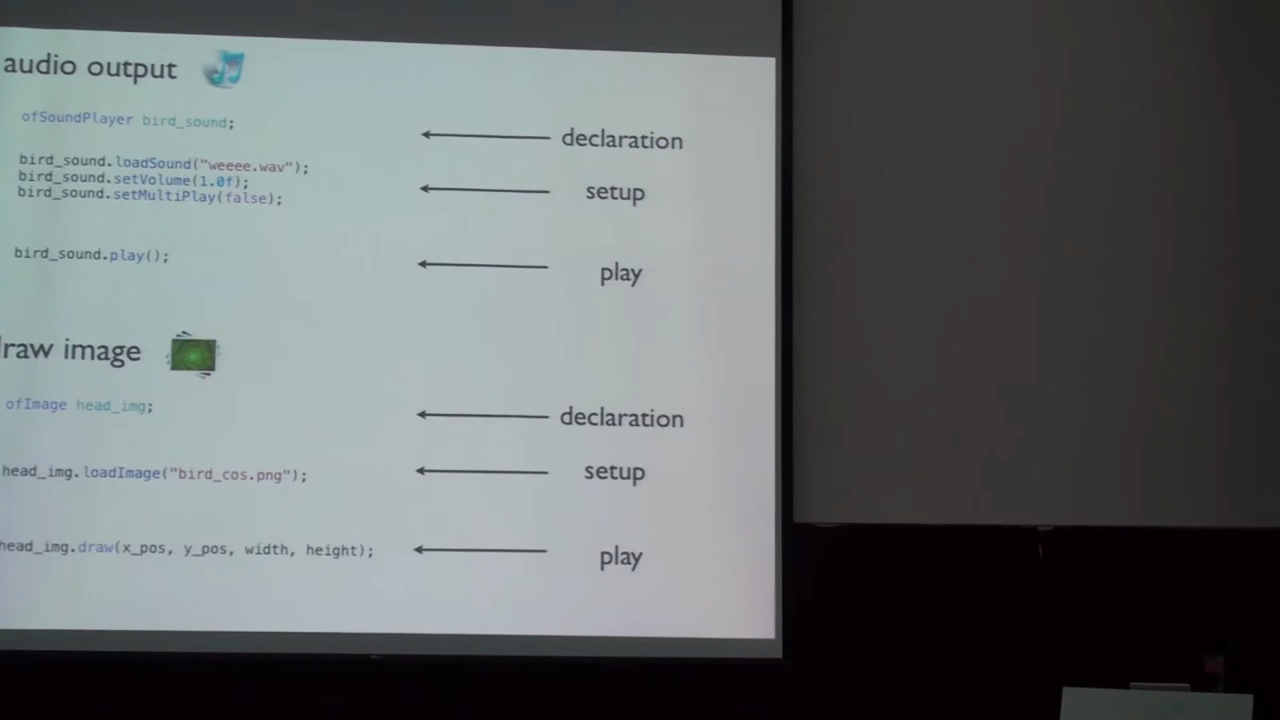 audio output
ofSoundPlayer bird_sound;
declaration
bird_sound.loadSound("weeee.wav");
bird_sound.setVolume(1.0f);
bird_sound.setMultiPlay(false);
setup
bird_sound.play();
play
raw image
ofImage head_img;
declaration
head_img.loadImage("bird_cos.png");
setup
head_img.draw(x_pos, y_pos, width, height);
play